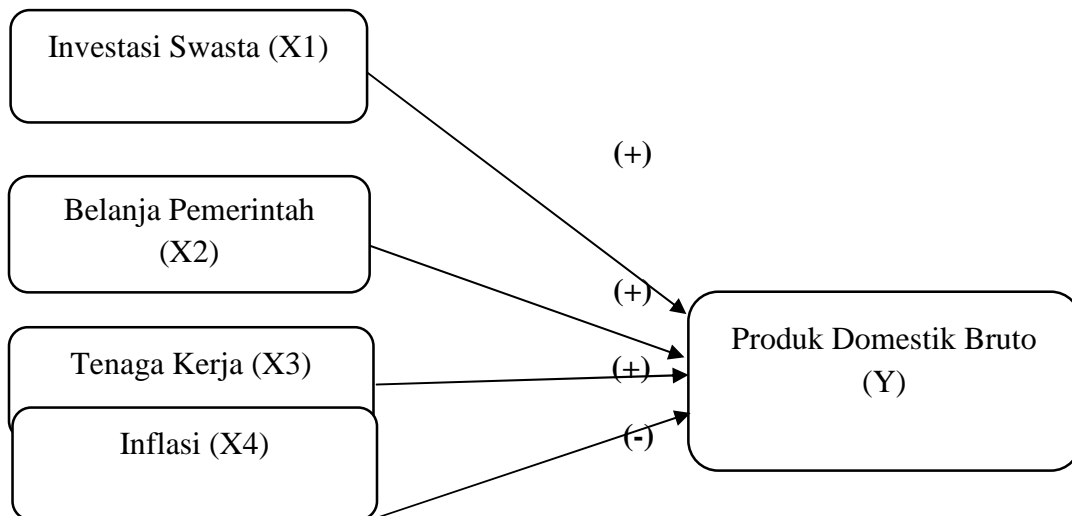 Investasi Swasta (X1)
(+)
Belanja Pemerintah
(X2)
(+)
Produk Domestik Bruto
(Y)
Tenaga Kerja (X3)
(+)
Inflasi (X4)
(-)